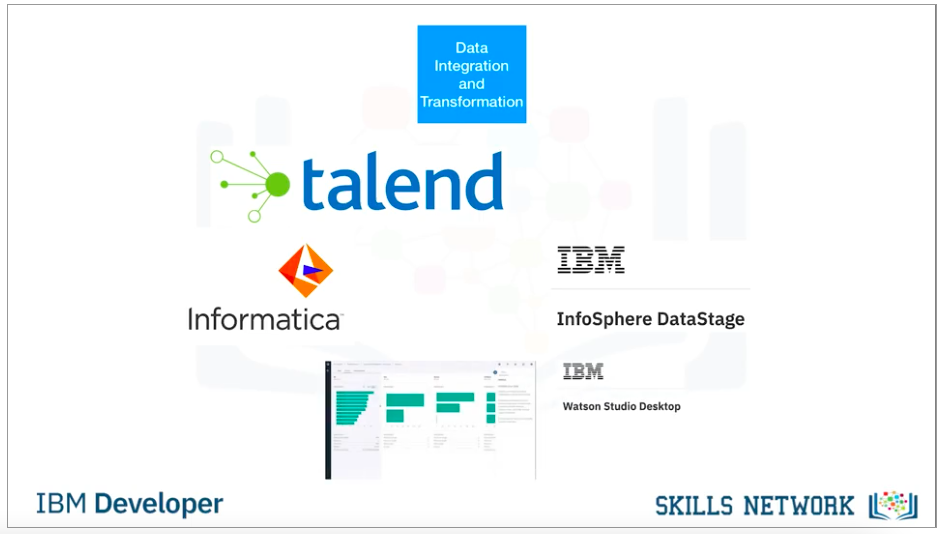 Data
Integration
and
Transformation
talend
IBM
Informatica
InfoSphere DataStage
IBM
Watson Studio Desktop
IBM Developer
SKILLS NETWORK